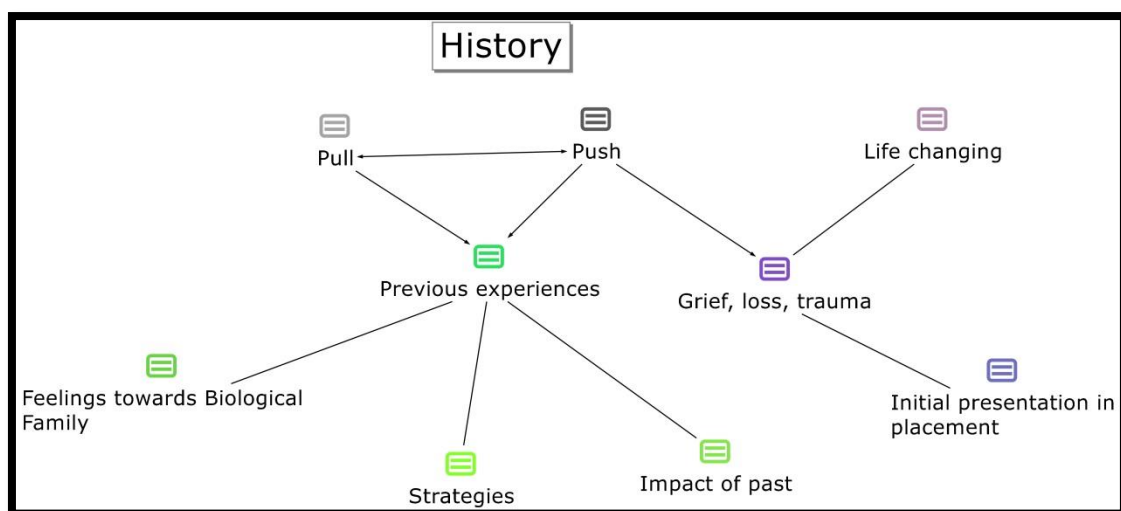 History
Pull
Push
Life changing
Previous experiences
Grief, loss, trauma
Feelings towards Biological
Family
Initial presentation in
placement
Strategies
Impact of past